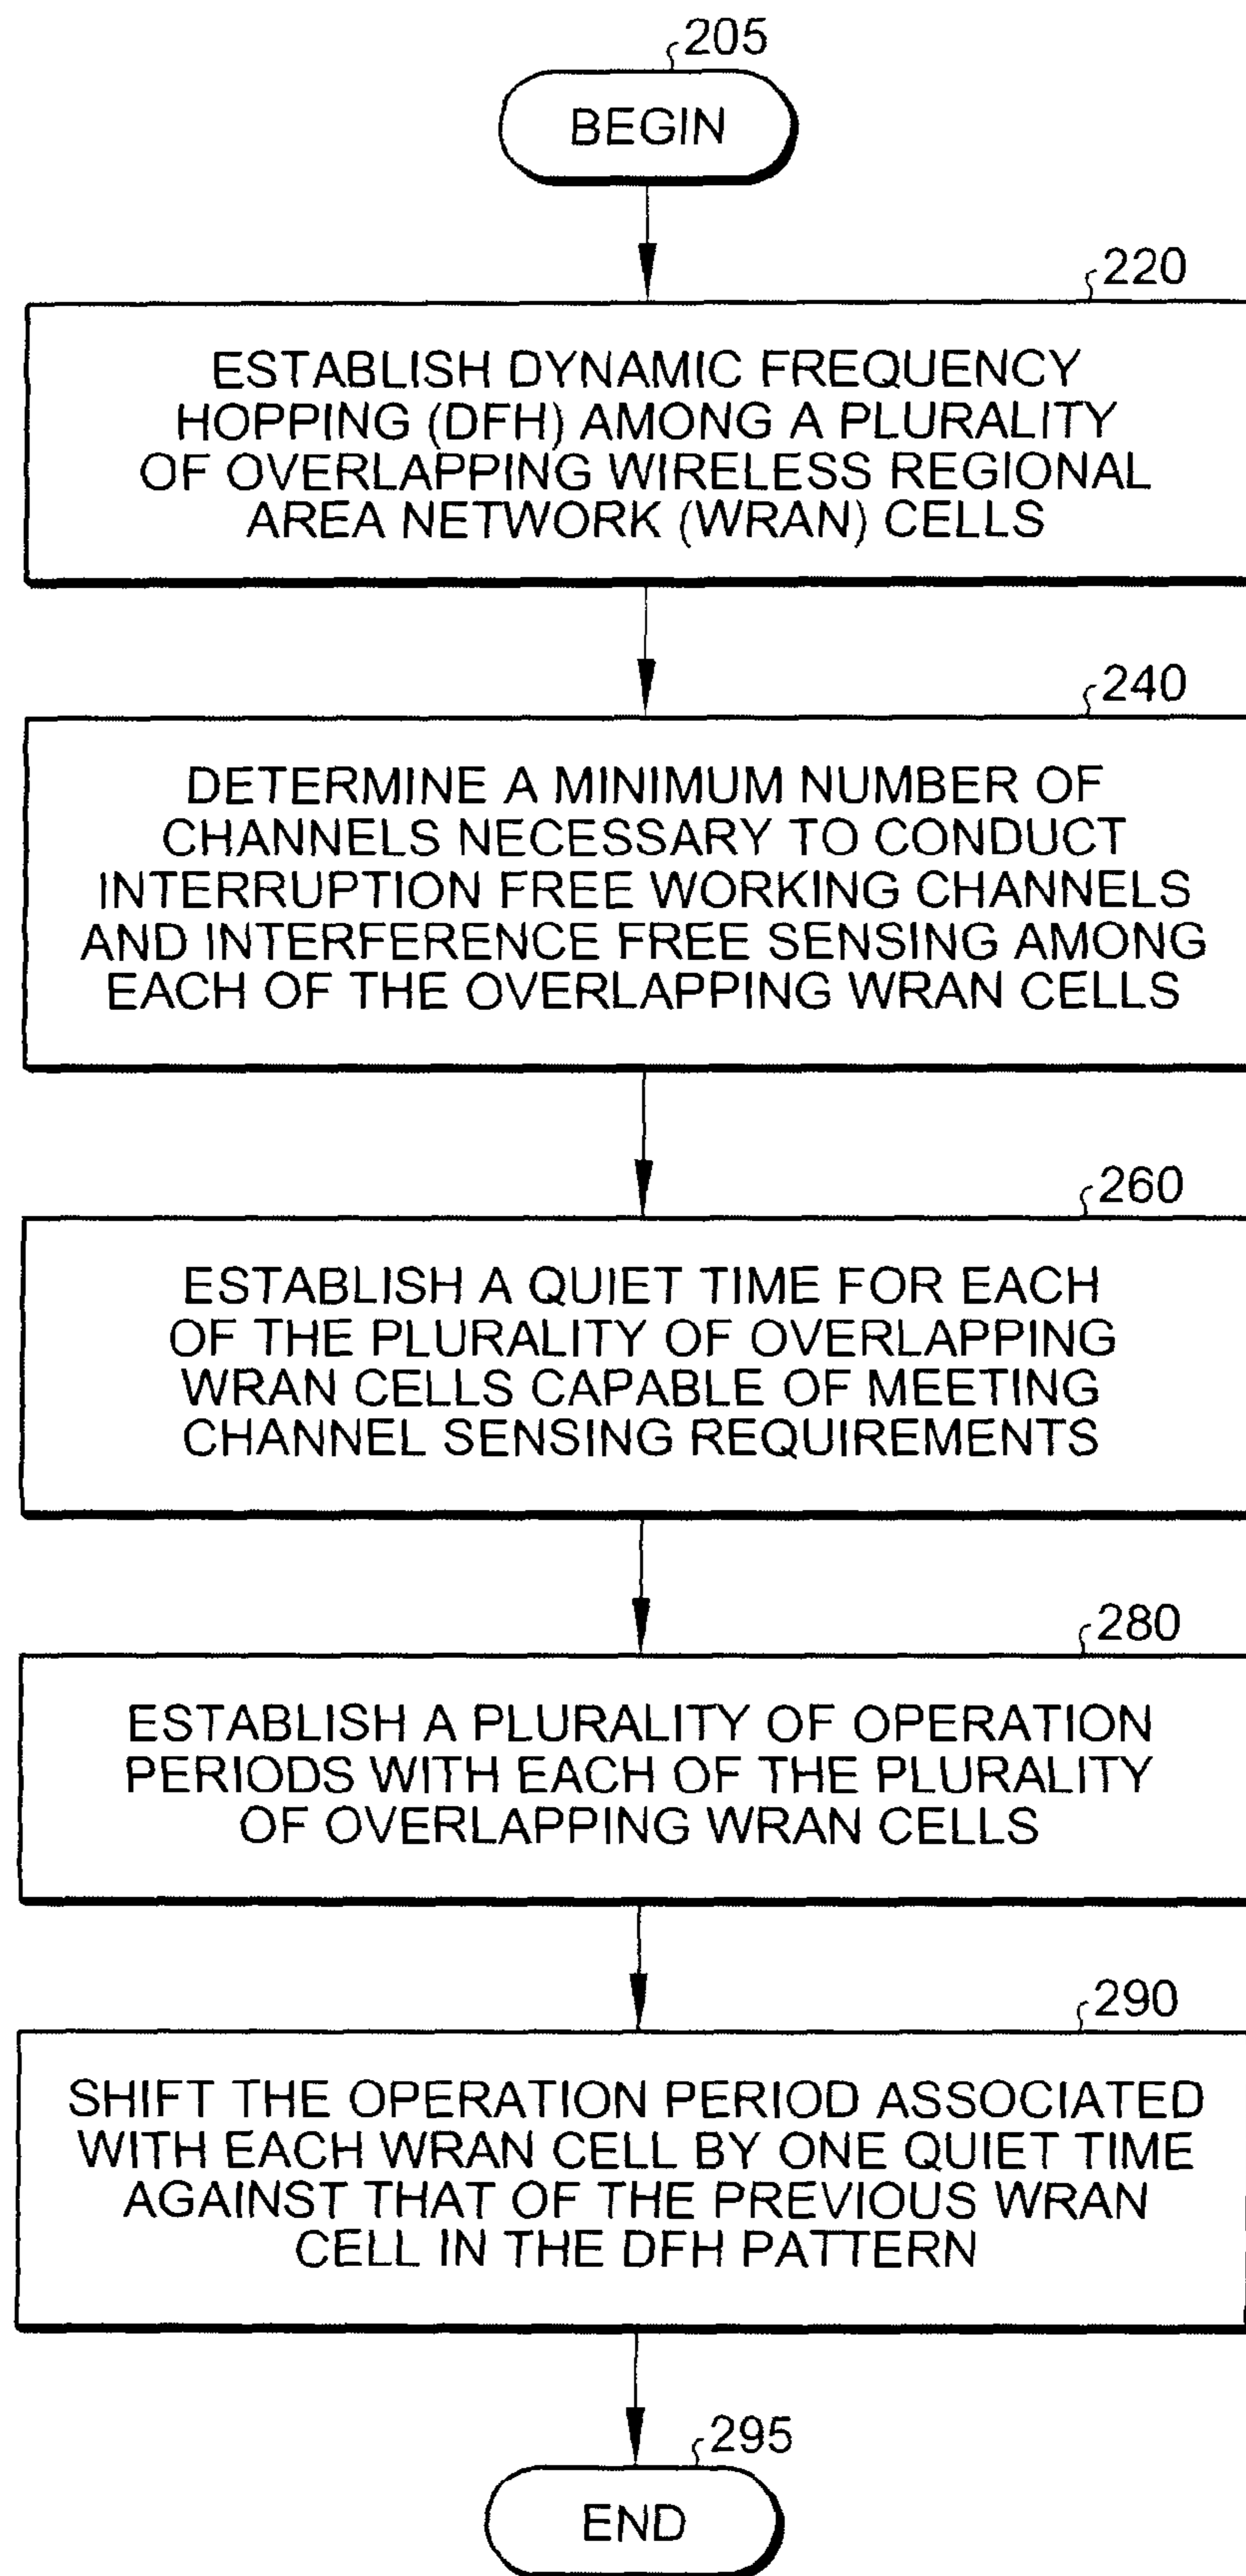 205
BEGIN
220
ESTABLISH DYNAMIC FREQUENCY
HOPPING (DFH) AMONG A PLURALITY
OF OVERLAPPING WIRELESS REGIONAL
AREA NETWORK (WRAN) CELLS
240
DETERMINE A MINIMUM NUMBER OF
CHANNELS NECESSARY TO CONDUCT
INTERRUPTION FREE WORKING CHANNELS
AND INTERFERENCE FREE SENSING AMONG
EACH OF THE OVERLAPPING WRAN CELLS
260
ESTABLISH A QUIET TIME FOR EACH
OF THE PLURALITY OF OVERLAPPING
WRAN CELLS CAPABLE OF MEETING
CHANNEL SENSING REQUIREMENTS
280
ESTABLISH A PLURALITY OF OPERATION
PERIODS WITH EACH OF THE PLURALITY
OF OVERLAPPING WRAN CELLS
290
SHIFT THE OPERATION PERIOD ASSOCIATED
WITH EACH WRAN CELL BY ONE QUIET TIME
AGAINST THAT OF THE PREVIOUS WRAN
CELL IN THE DFH PATTERN
295
END